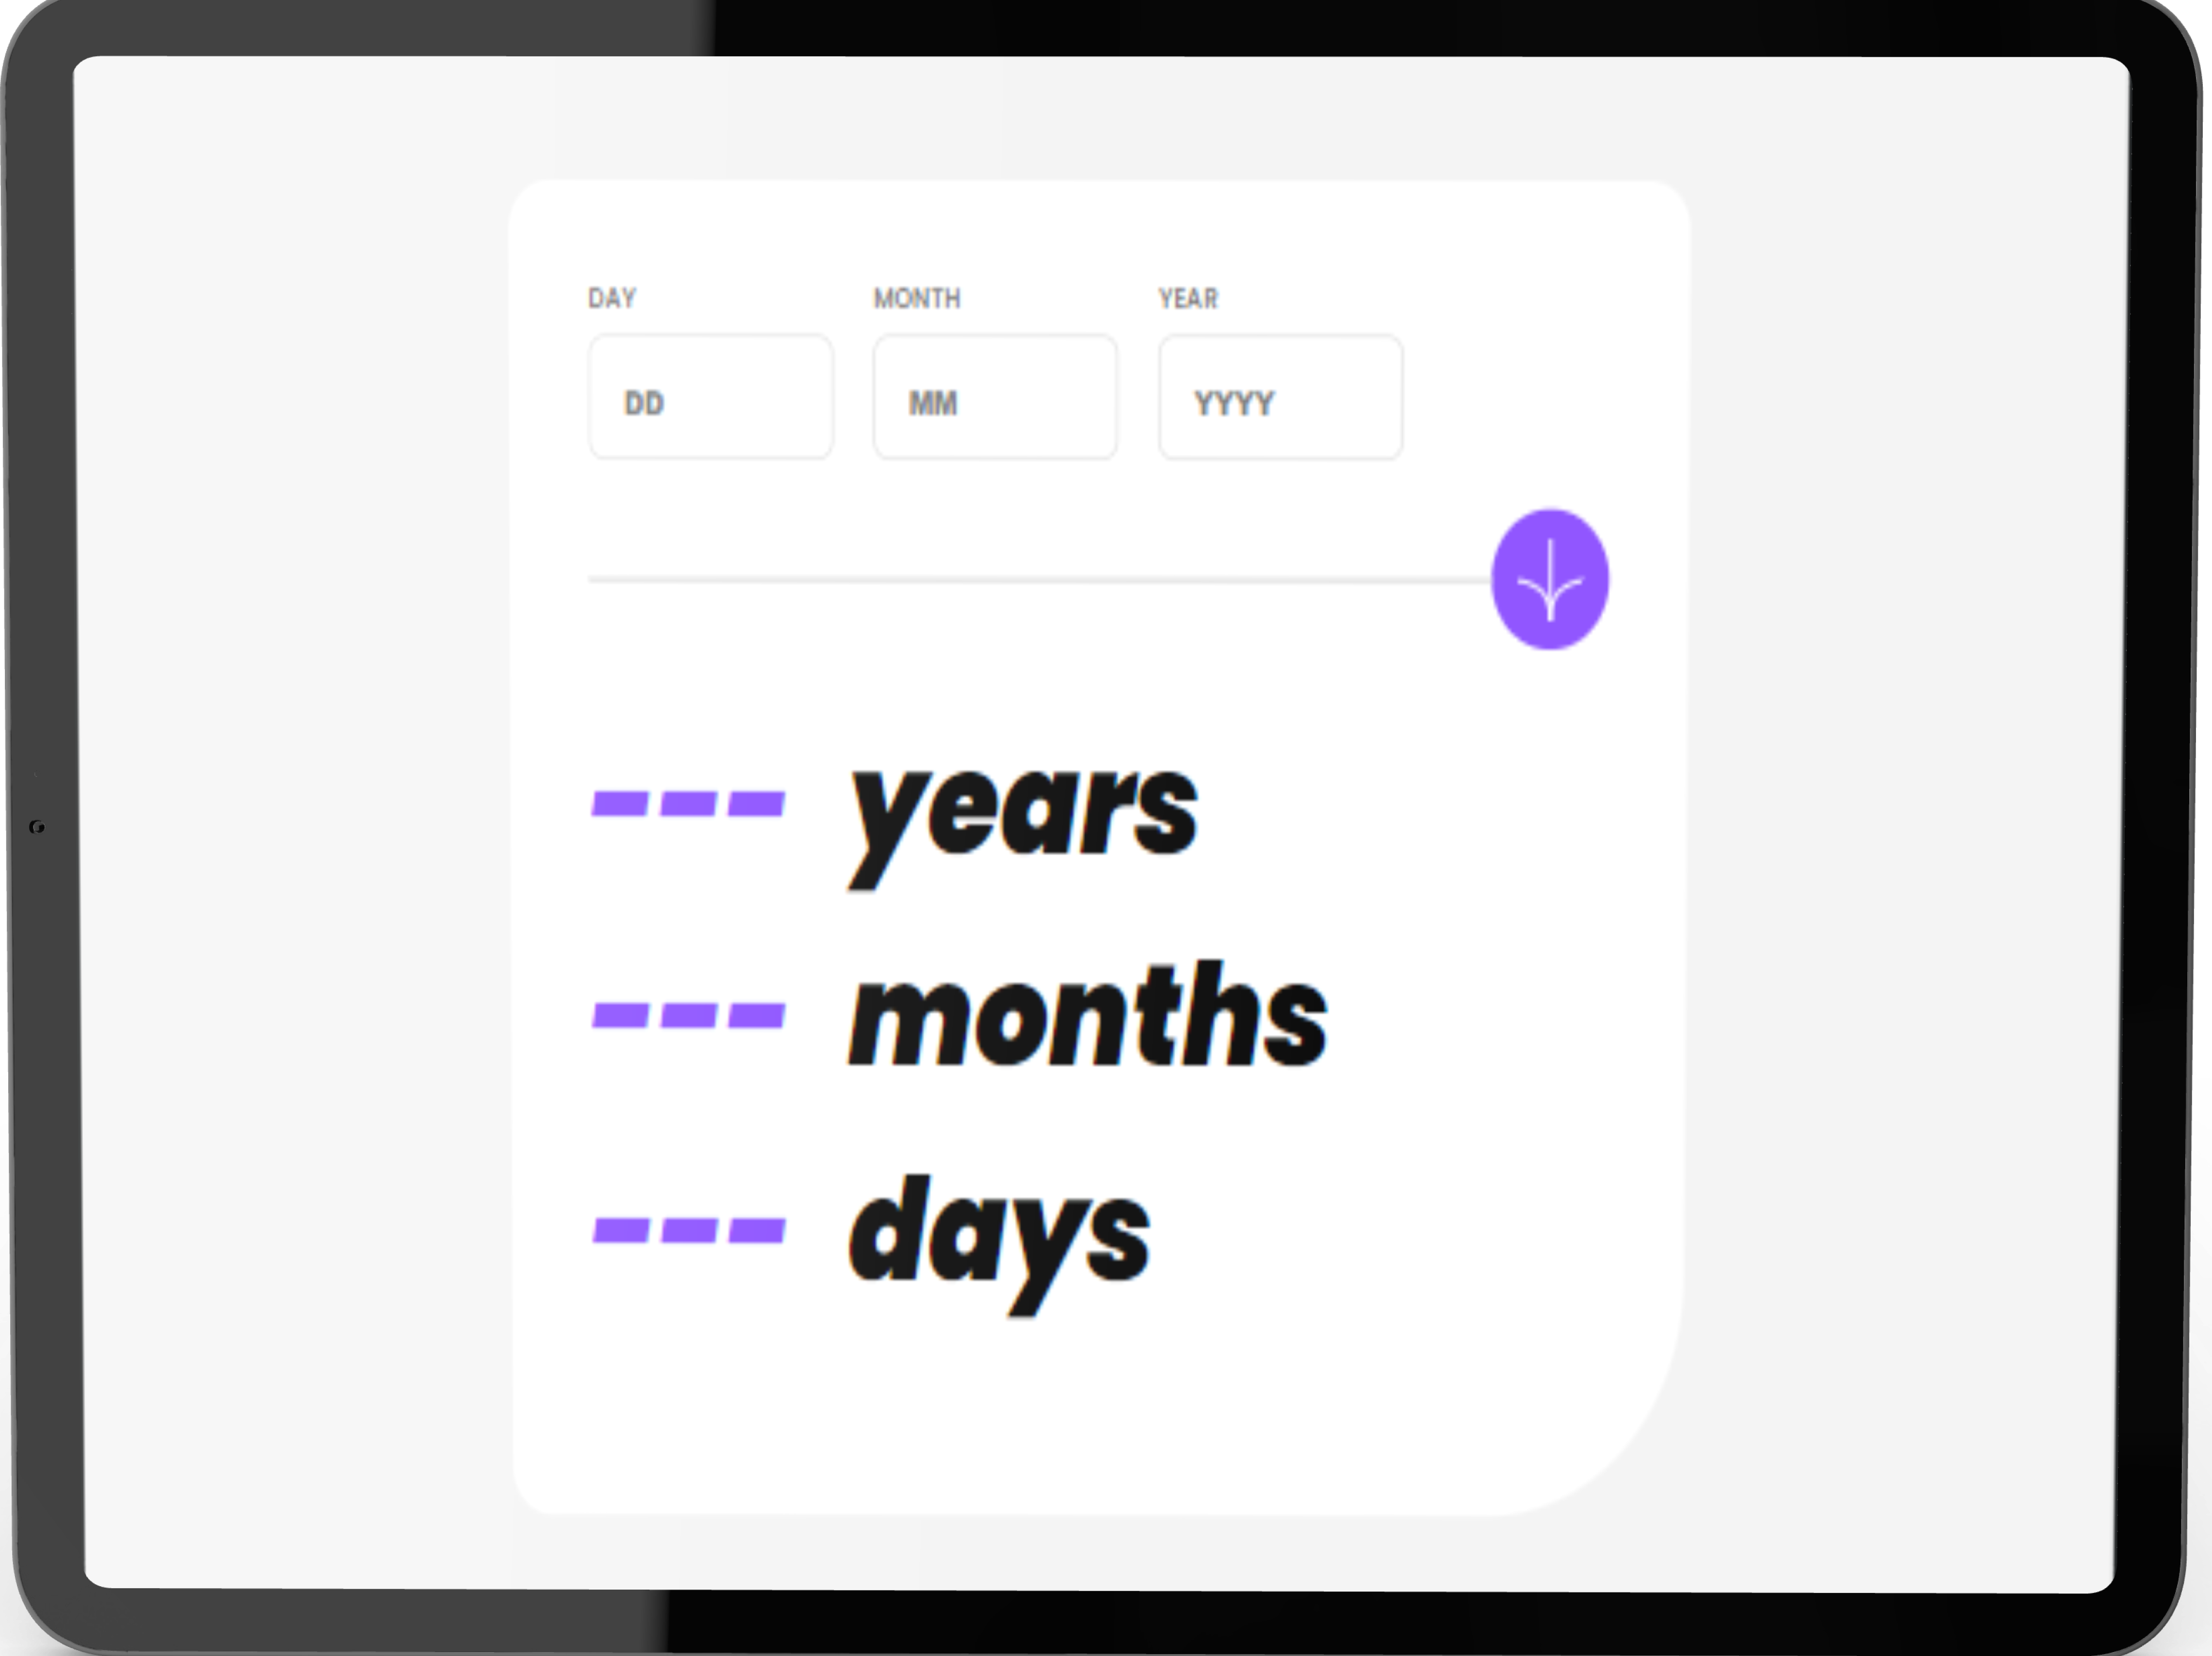 DAY MONTH YEAR
DD MM YYYY
--- years
--- months
--- days